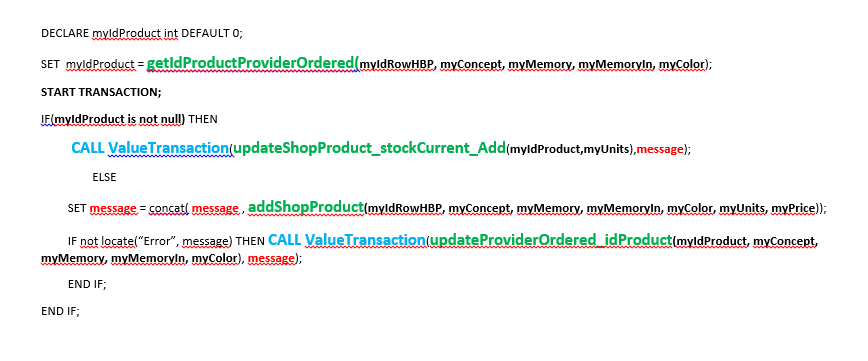 DECLARE myIdProduct int DEFAULT 0;
SET myIdProduct = getIdProductProviderOrdered(myIdRowHBP, myConcept, myMemory, myMemoryIn, myColor);
START TRANSACTION;
IF(myIdProduct is not null) THEN
CALL ValueTransaction(updateShopProduct_stockCurrent_Add(myIdProduct,myUnits),message);
ELSE
SET message = concat( message , addShopProduct(myIdRowHBP, myConcept, myMemory, myMemoryIn, myColor, myUnits, myPrice));
IF not locate(“Error”, message) THEN CALL ValueTransaction(updateProviderOrdered_idProduct(myIdProduct, myConcept,
myMemory, myMemoryIn, myColor), message);
END IF;
END IF;